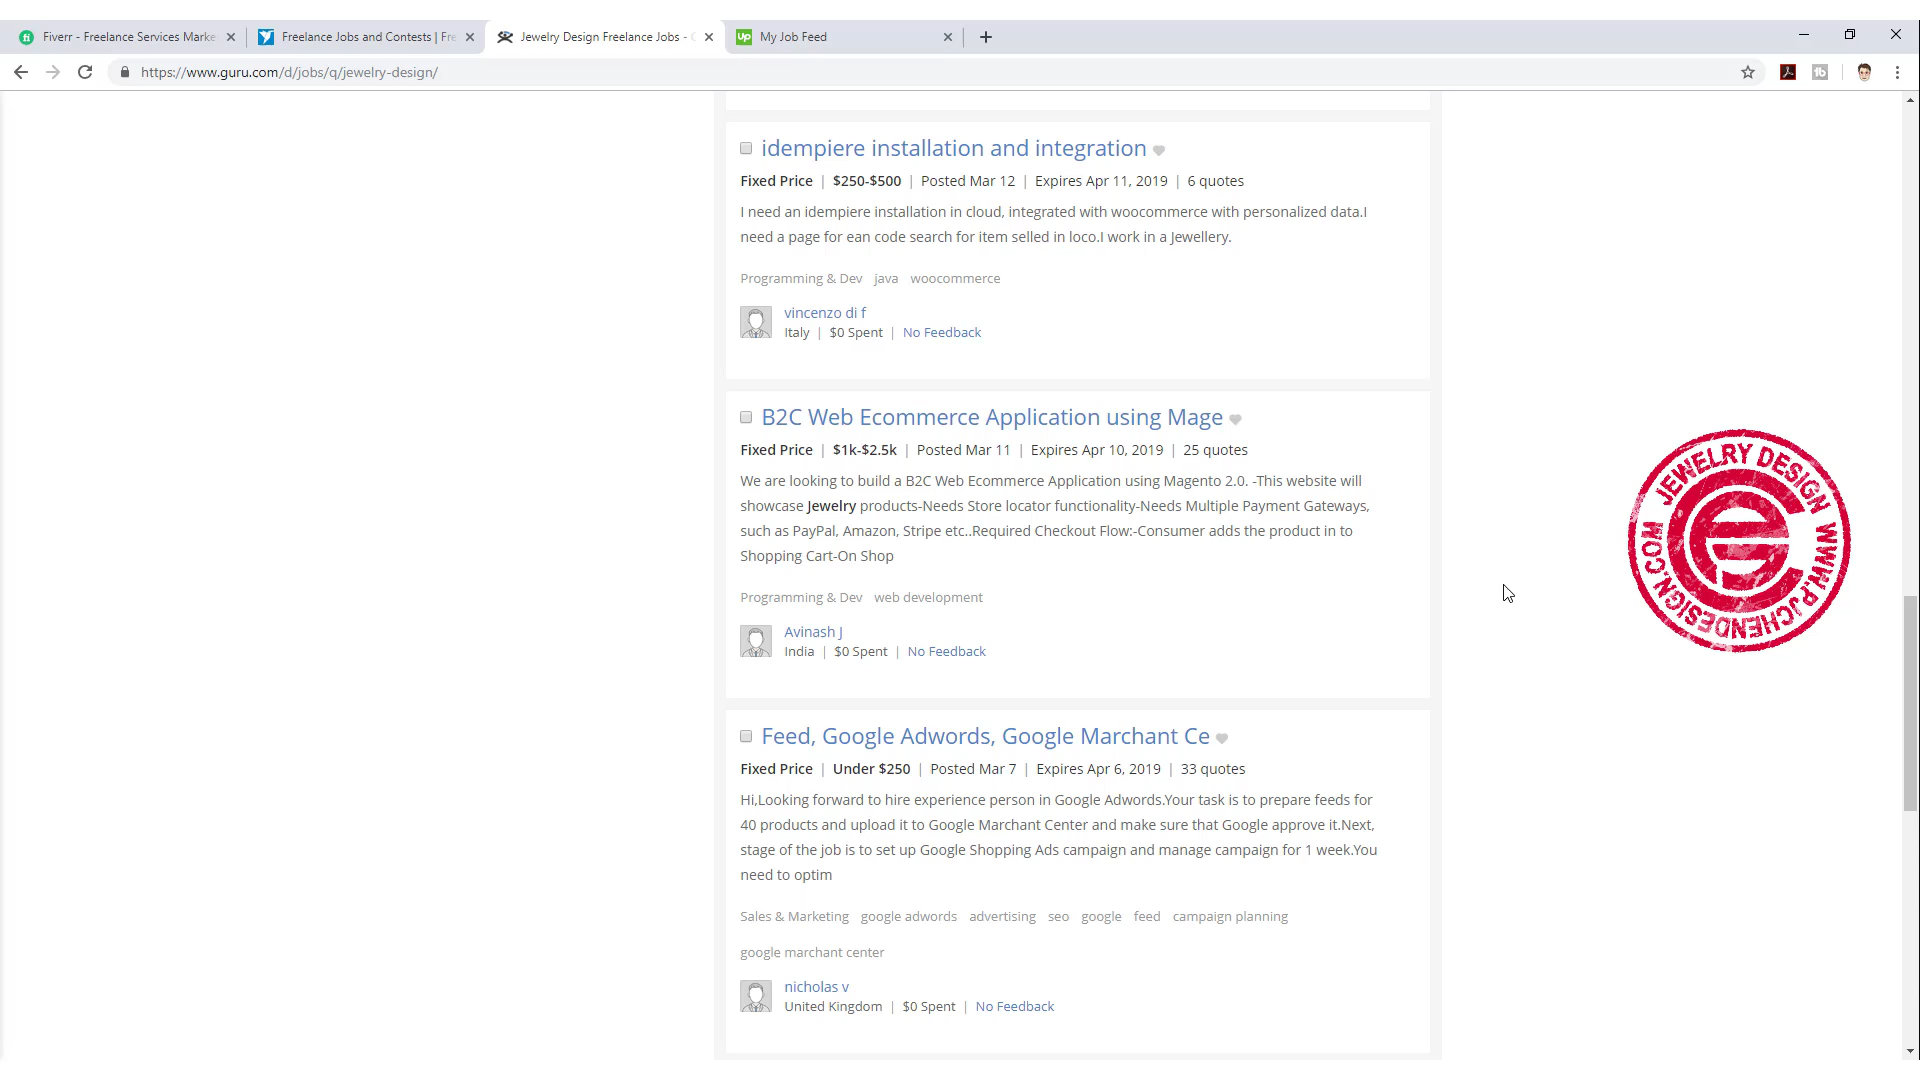 Fiverr - Freelance Services Marke
Freelance Jobs and Contests | Fre
Jewelry Design Freelance Jobs -
My Job Feed
https://www.guru.com/d/jobs/q/jewelry-design/
idempiere installation and integration
Fixed Price | $250-$500 | Posted Mar 12 | Expires Apr 11, 2019 | 6 quotes
I need an idempiere installation in cloud, integrated with woocommerce with personalized data.I
need a page for ean code search for item selled in loco.I work in a Jewellery.
Programming & Dev java woocommerce
vincenzo di f
Italy | $0 Spent | No Feedback
B2C Web Ecommerce Application using Mage
Fixed Price | $1k-$2.5k | Posted Mar 11 | Expires Apr 10, 2019 | 25 quotes
We are looking to build a B2C Web Ecommerce Application using Magento 2.0. -This website will
showcase Jewelry products-Needs Store locator functionality-Needs Multiple Payment Gateways,
such as PayPal, Amazon, Stripe etc..Required Checkout Flow:-Consumer adds the product in to
Shopping Cart-On Shop
Programming & Dev web development
Avinash J
India | $0 Spent | No Feedback
Feed, Google Adwords, Google Marchant Ce
Fixed Price | Under $250 | Posted Mar 7 | Expires Apr 6, 2019 | 33 quotes
Hi,Looking forward to hire experience person in Google Adwords.Your task is to prepare feeds for
40 products and upload it to Google Marchant Center and make sure that Google approve it.Next,
stage of the job is to set up Google Shopping Ads campaign and manage campaign for 1 week.You
need to optim
Sales & Marketing google adwords advertising seo google feed campaign planning
google marchant center
nicholas v
United Kingdom | $0 Spent | No Feedback
JEWELRY DESIGN WWW.PJCHENDESIGN.COM